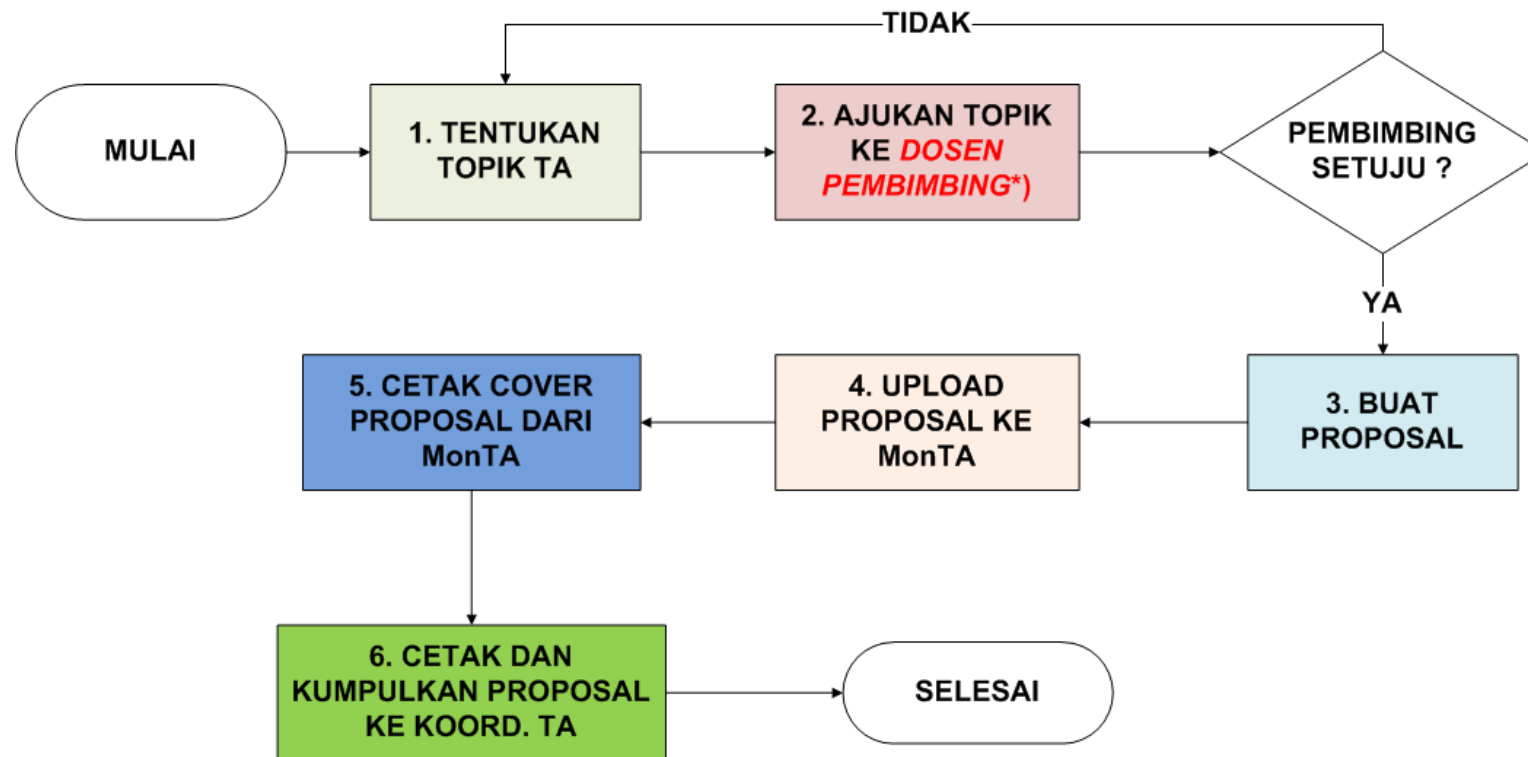 TIDAK
MULAI
1. TENTUKAN
TOPIK TA
2. AJUKAN TOPIK
KE DOSEN
PEMBIMBING*)
PEMBIMBING
SETUJU ?
YA
5. CETAK COVER
PROPOSAL DARI
MonTA
4. UPLOAD
PROPOSAL KE
MonTA
3. BUAT
PROPOSAL
6. CETAK DAN
KUMPULKAN PROPOSAL
KE KOORD. TA
SELESAI